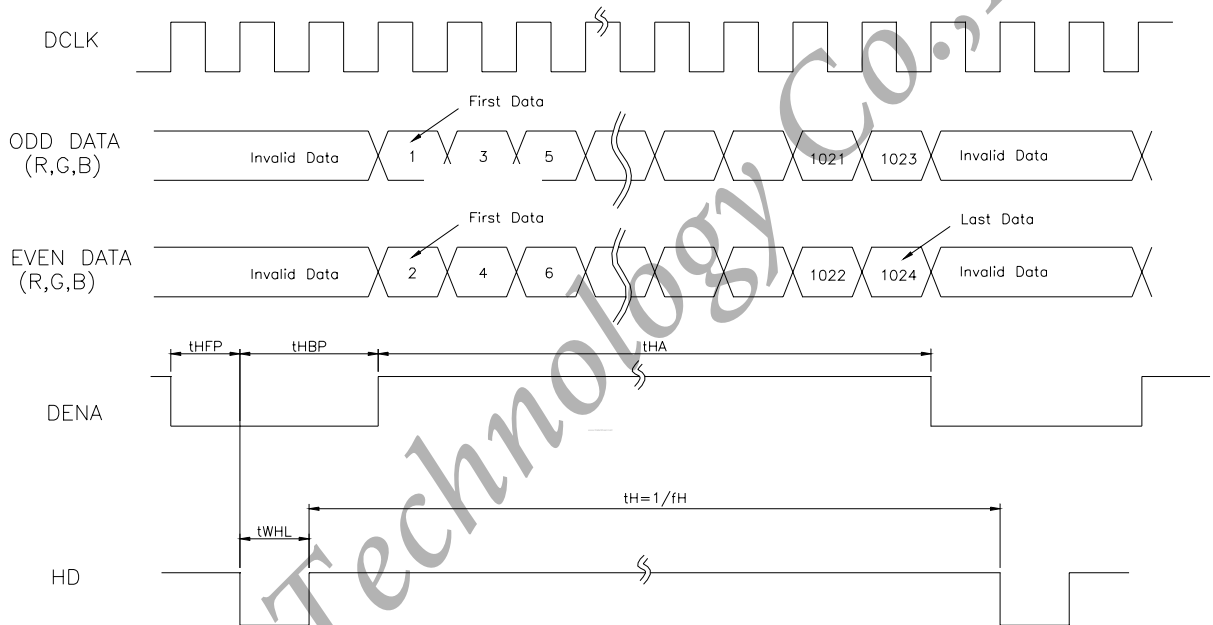 DCLK
First Data
ODD DATA
(R,G,B)
Invalid Data 1 3 5 1021 1023 Invalid Data
First Data
Last Data
EVEN DATA
(R,G,B)
Invalid Data 2 4 6 1022 1024 Invalid Data
tHFP tHBP tHA
DENA
tH=1/fH
tWHL
HD
Technology Co.,